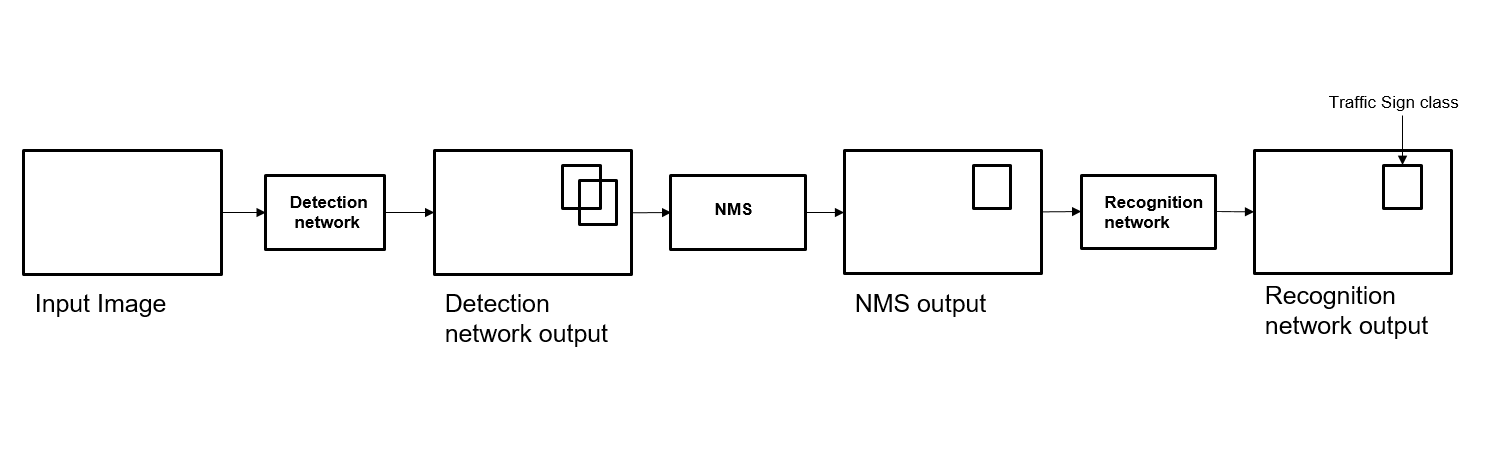 Traffic Sign class
Detection
network
NMS
Recognition
network
Input Image
Detection
network output
NMS output
Recognition
network output